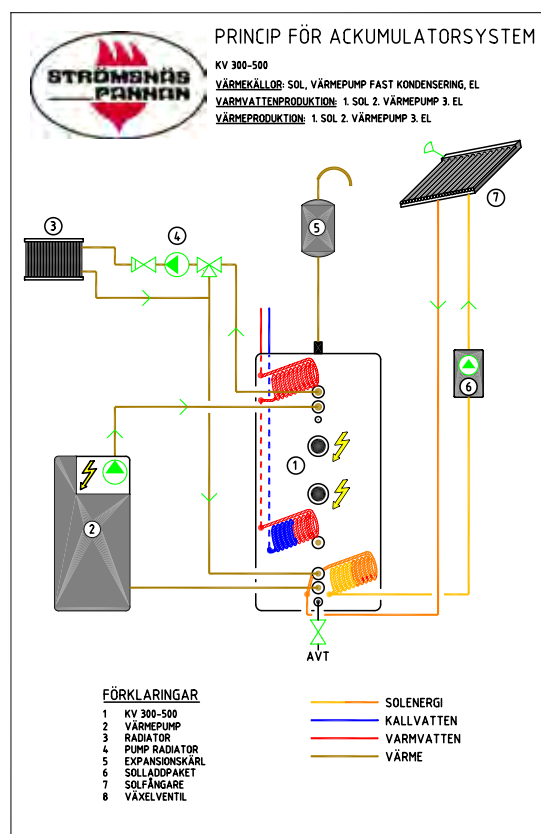 PRINCIP FÖR ACKUMULATORSYSTEM
STRÖMSNÄS
PANNAN
KV 300-500
VÄRMEKÄLLOR: SOL, VÄRMEPUMP FAST KONDENSERING, EL
VARMVATTENPRODUKTION: 1. SOL 2. VÄRMEPUMP 3. EL
VÄRMEPRODUKTION: 1. SOL 2. VÄRMEPUMP 3. EL
7
3
4
5
6
1
2
AVT
FÖRKLARINGAR
1 KV 300-500
2 VÄRMEPUMP
3 RADIATOR
4 PUMP RADIATOR
5 EXPANSIONSKÄRL
6 SOLLADDPAKET
7 SOLFÅNGARE
8 VÄXELVENTIL
SOLENERGI
KALLVATTEN
VARMVATTEN
VÄRME